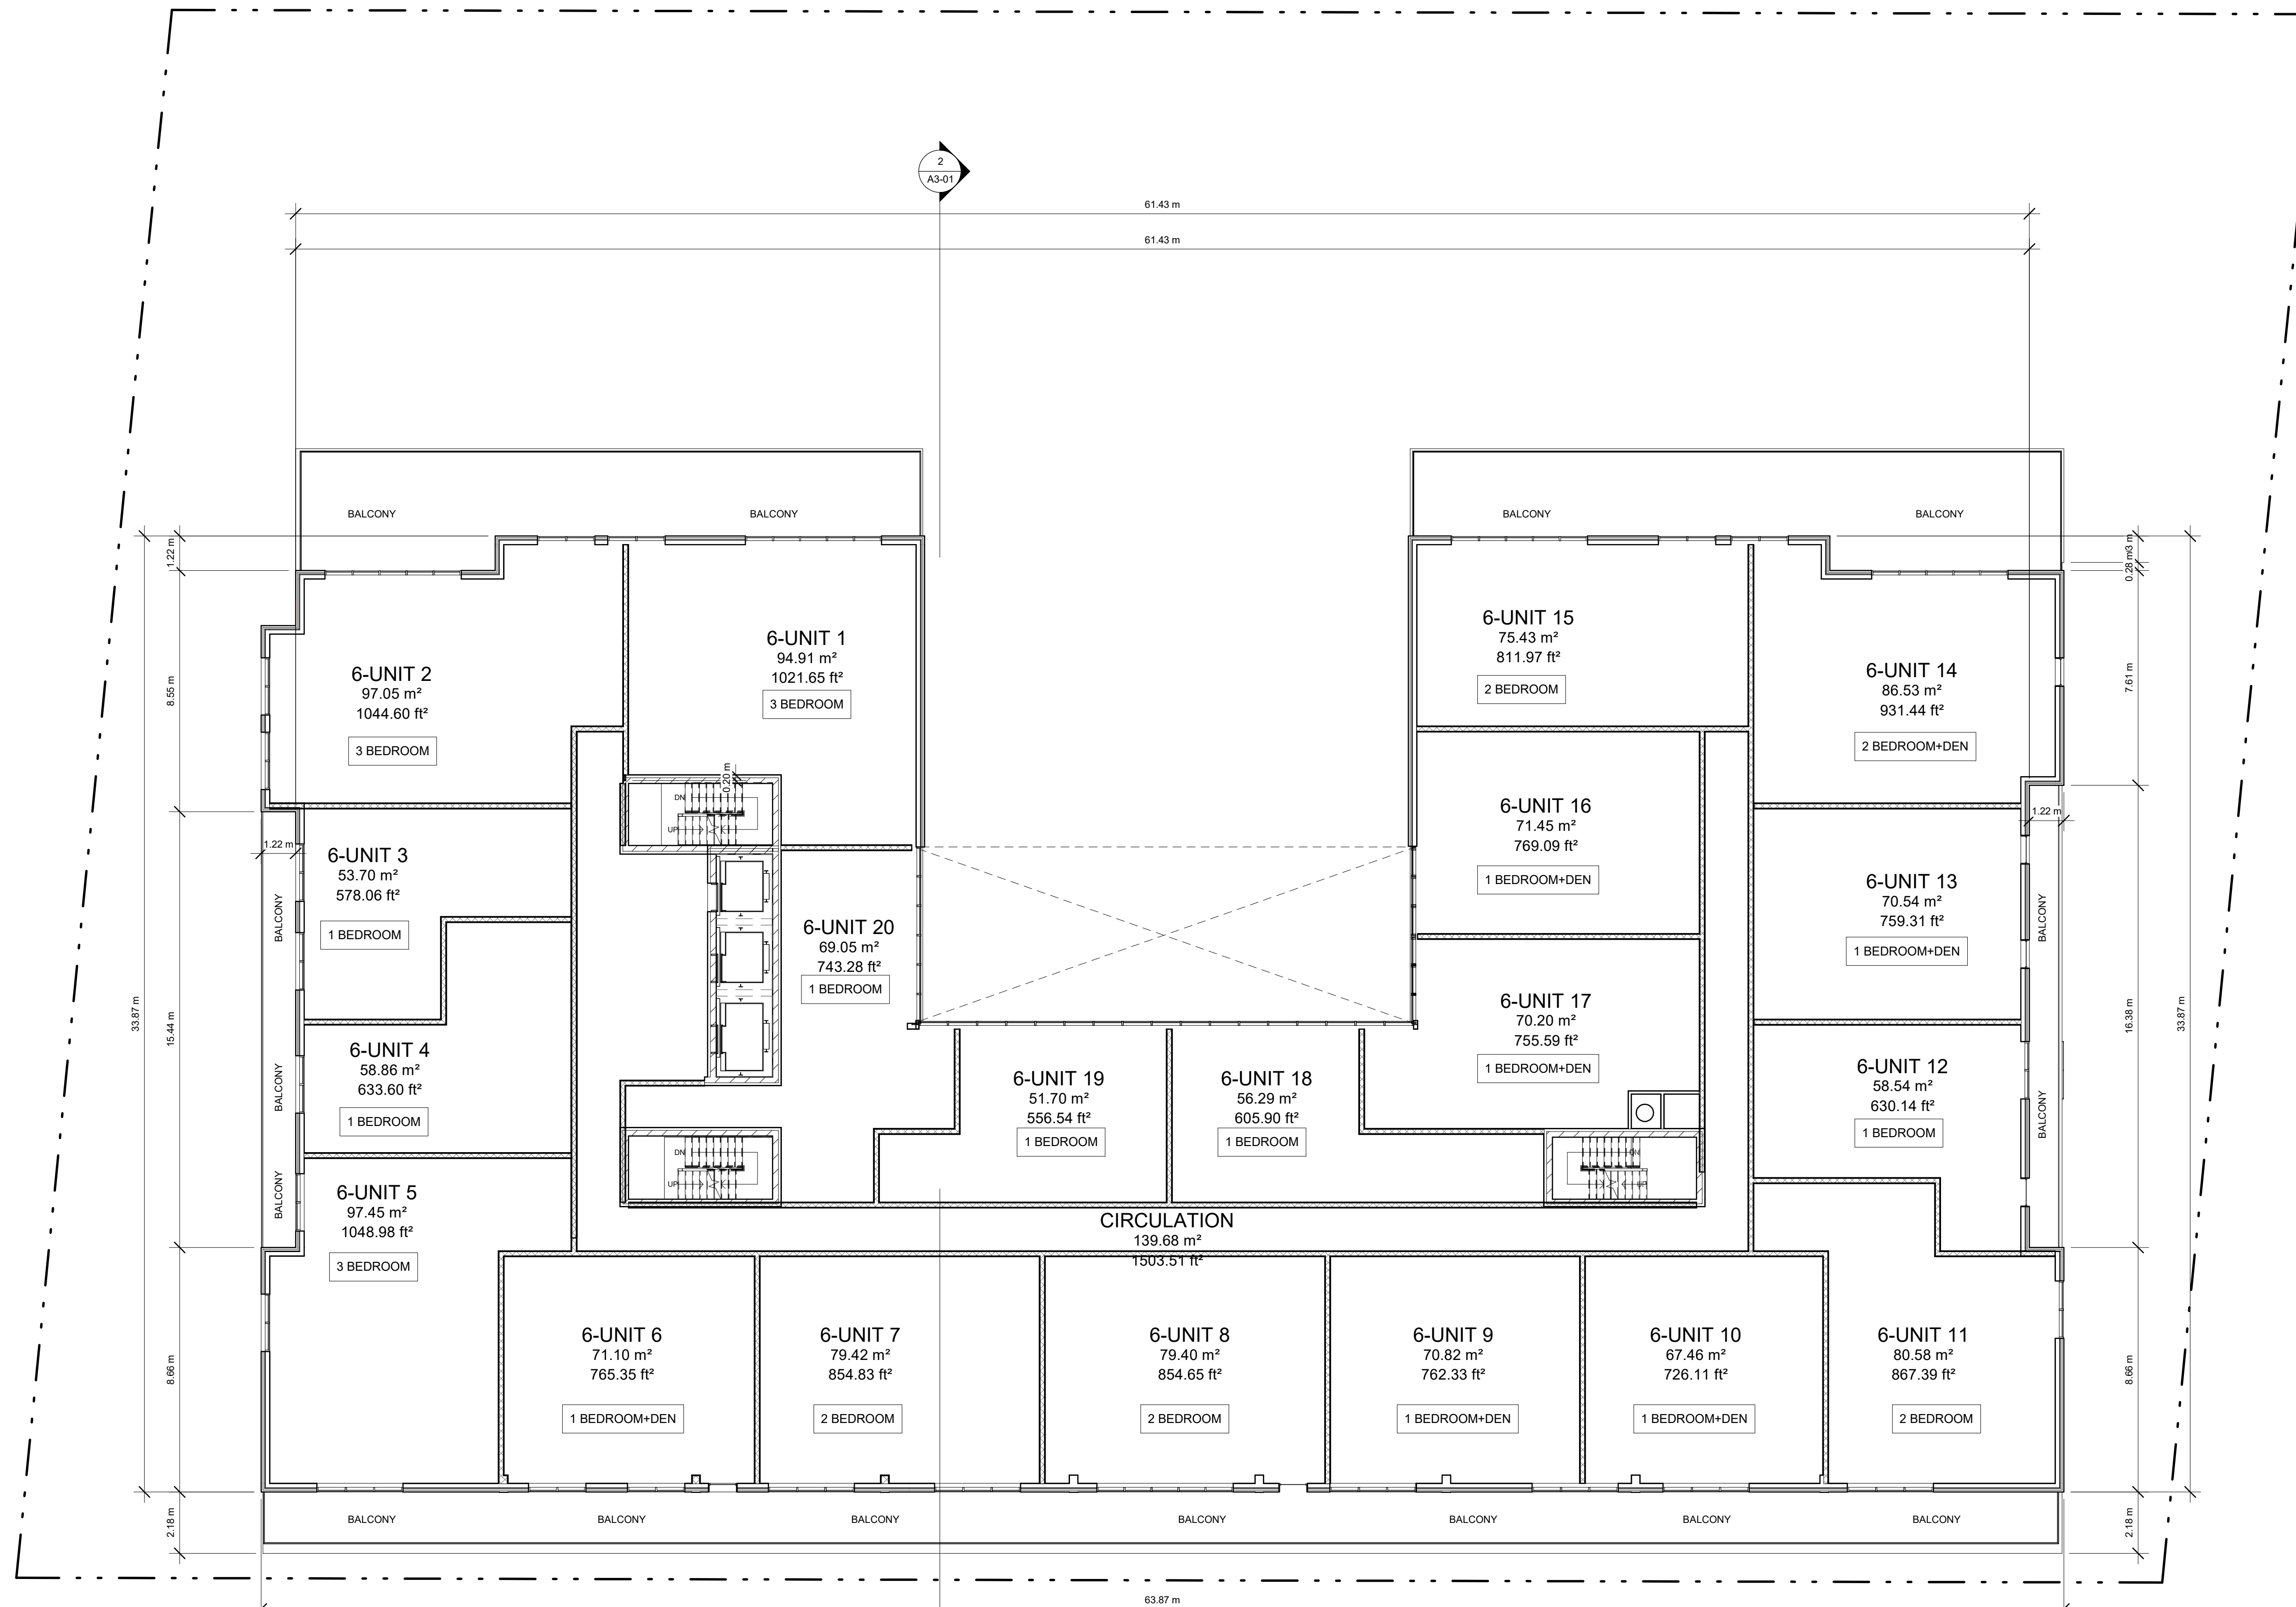 2
A3-01
61.43 m
61.43 m
BALCONY
BALCONY
BALCONY
BALCONY
1.22 m
8.55 m
15.44 m
8.66 m
2.18 m
33.87 m
0.28 m
7.61 m
16.38 m
8.66 m
2.18 m
33.87 m
6-UNIT 2
97.05 m²
1044.60 ft²
3 BEDROOM
6-UNIT 1
94.91 m²
1021.65 ft²
3 BEDROOM
6-UNIT 15
75.43 m²
811.97 ft²
2 BEDROOM
6-UNIT 14
86.53 m²
931.44 ft²
2 BEDROOM+DEN
0.20 m
DN
UP
6-UNIT 16
71.45 m²
769.09 ft²
1 BEDROOM+DEN
1.22 m
1.22 m
6-UNIT 3
53.70 m²
578.06 ft²
1 BEDROOM
BALCONY
6-UNIT 20
69.05 m²
743.28 ft²
1 BEDROOM
6-UNIT 13
70.54 m²
759.31 ft²
1 BEDROOM+DEN
BALCONY
6-UNIT 17
70.20 m²
755.59 ft²
1 BEDROOM+DEN
6-UNIT 4
58.86 m²
633.60 ft²
1 BEDROOM
BALCONY
6-UNIT 19
51.70 m²
556.54 ft²
1 BEDROOM
6-UNIT 18
56.29 m²
605.90 ft²
1 BEDROOM
6-UNIT 12
58.54 m²
630.14 ft²
1 BEDROOM
BALCONY
DN
UP
DN
UP
BALCONY
6-UNIT 5
97.45 m²
1048.98 ft²
3 BEDROOM
CIRCULATION
139.68 m²
1503.51 ft²
6-UNIT 6
71.10 m²
765.35 ft²
1 BEDROOM+DEN
6-UNIT 7
79.42 m²
854.83 ft²
2 BEDROOM
6-UNIT 8
79.40 m²
854.65 ft²
2 BEDROOM
6-UNIT 9
70.82 m²
762.33 ft²
1 BEDROOM+DEN
6-UNIT 10
67.46 m²
726.11 ft²
1 BEDROOM+DEN
6-UNIT 11
80.58 m²
867.39 ft²
2 BEDROOM
BALCONY
BALCONY
BALCONY
BALCONY
BALCONY
BALCONY
BALCONY
63.87 m